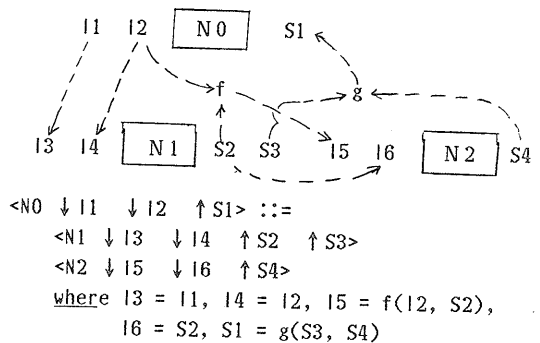 I1 I2 N0 S1
f g
I3 I4 N1 S2 S3 I5 I6 N2 S4
<N0 ↓ I1 ↓ I2 ↑ S1> ::=
<N1 ↓ I3 ↓ I4 ↑ S2 ↑ S3>
<N2 ↓ I5 ↓ I6 ↑ S4>
where I3 = I1, I4 = I2, I5 = f(I2, S2),
I6 = S2, S1 = g(S3, S4)